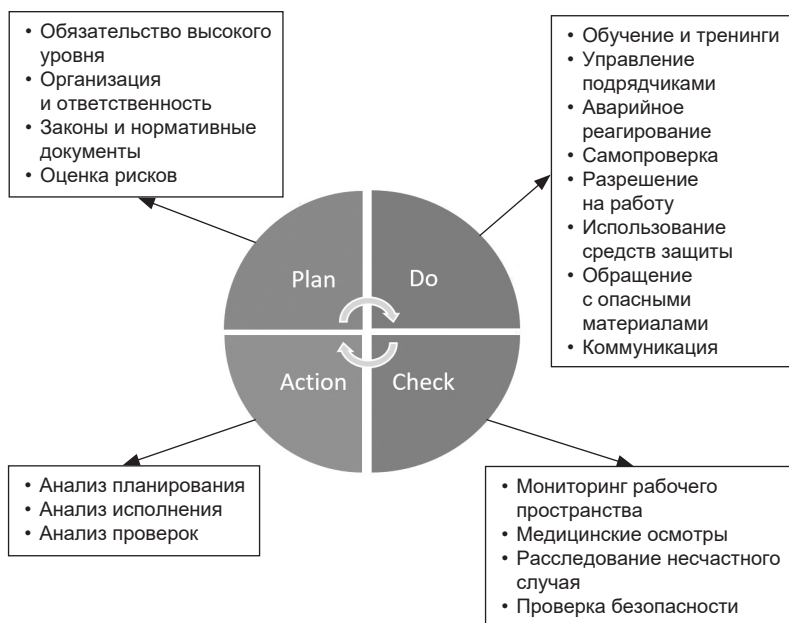 • Обязательство высокого
уровня
• Организация
и ответственность
• Законы и нормативные
документы
• Оценка рисков
• Обучение и тренинги
• Управление
подрядчиками
• Аварийное
реагирование
• Самопроверка
• Разрешение
на работу
• Использование
средств защиты
• Обращение
с опасными
материалами
• Коммуникация
Plan
Do
Action
Check
• Анализ планирования
• Анализ исполнения
• Анализ проверок
• Мониторинг рабочего
пространства
• Медицинские осмотры
• Расследование несчастного
случая
• Проверка безопасности